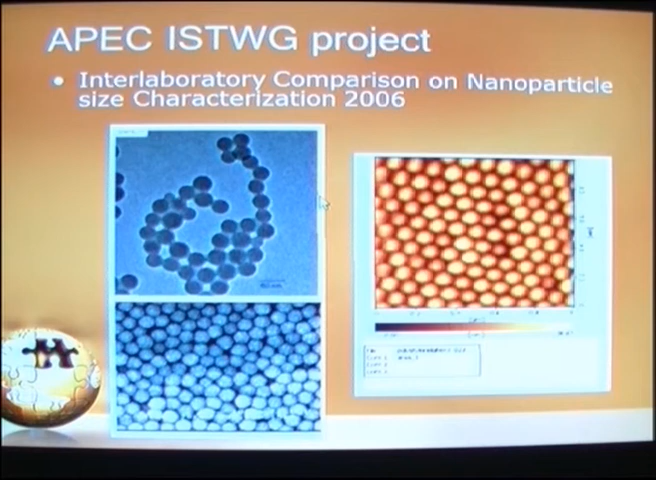 APEC ISTWG project
• Interlaboratory Comparison on Nanoparticle
size Characterization 2006